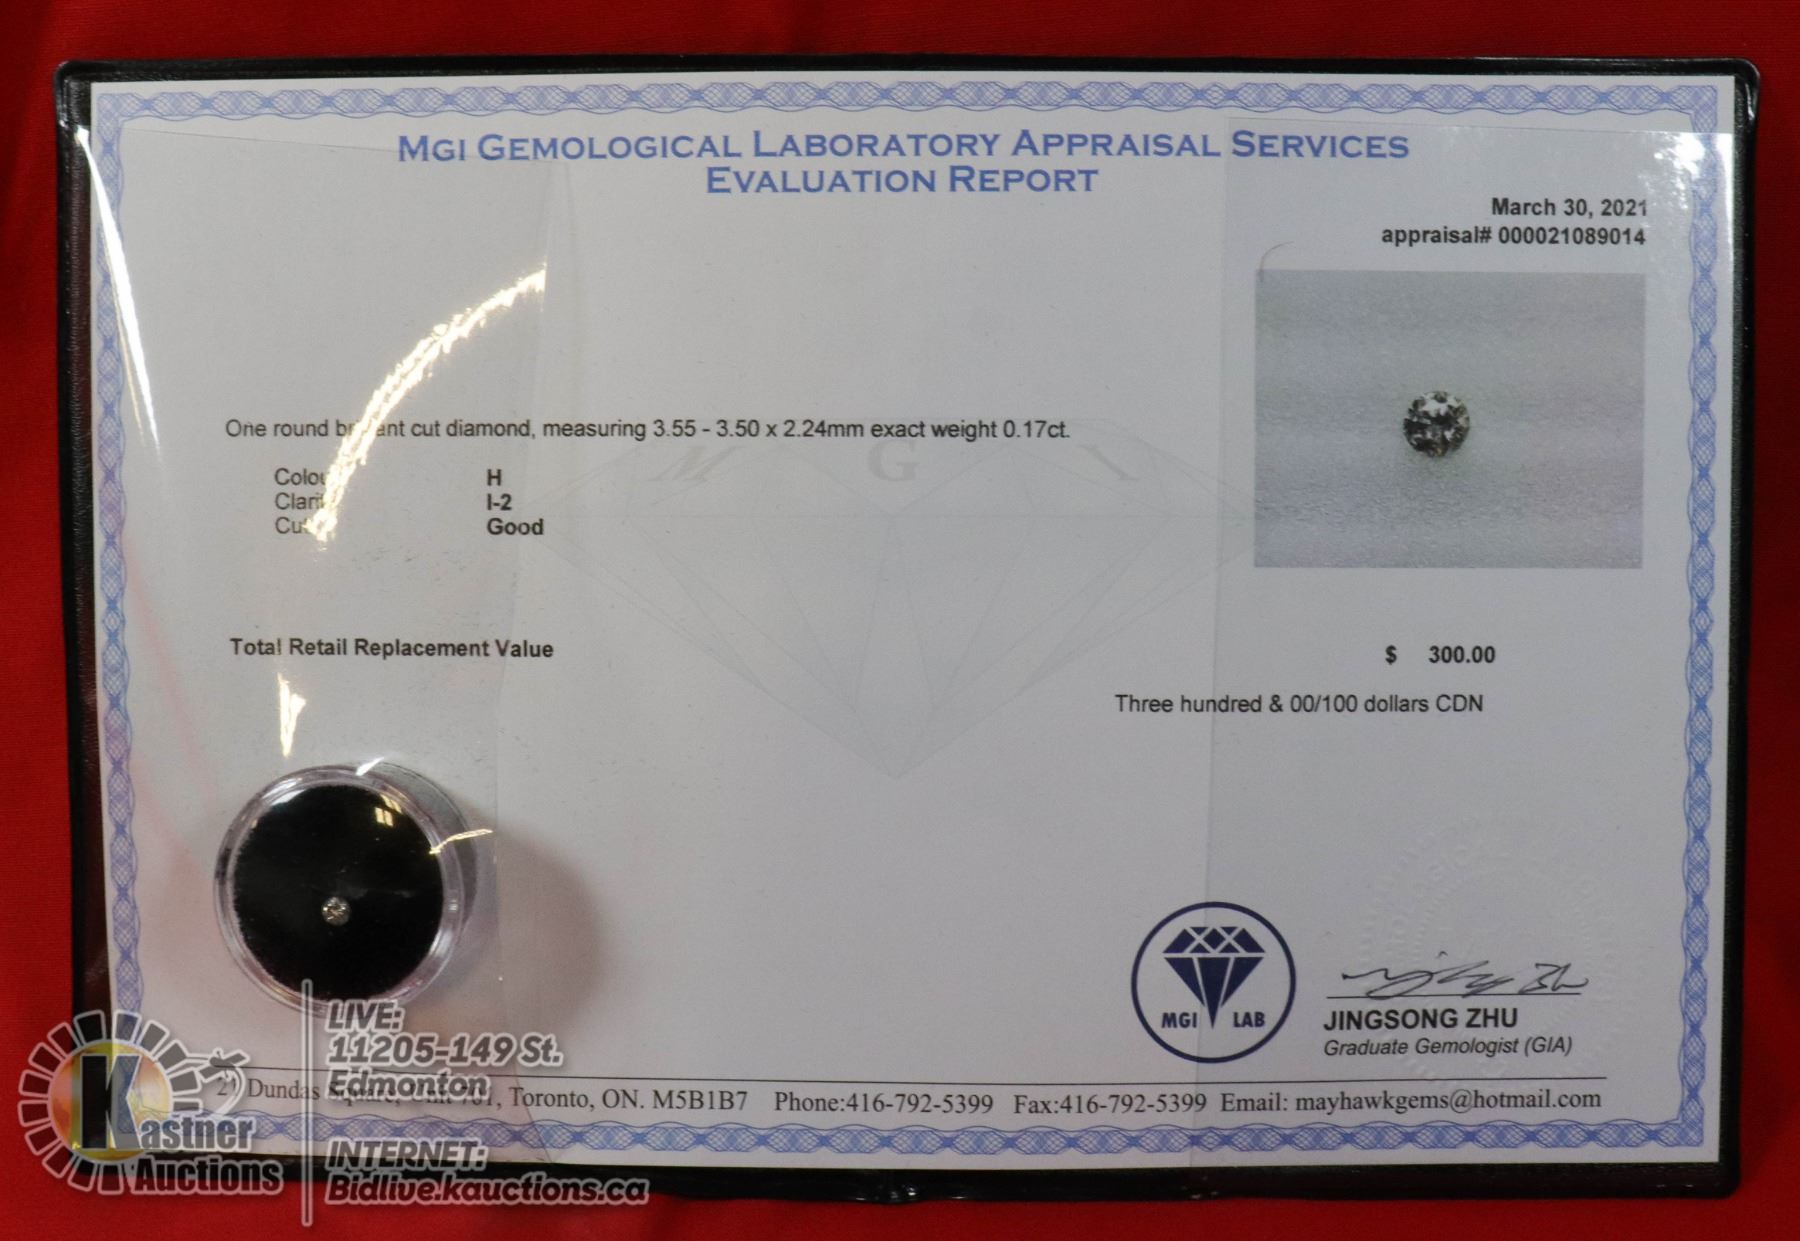 MGI GEMOLOGICAL LABORATORY APPRAISAL SERVICES
EVALUATION REPORT
March 30, 2021
appraisal# 000021089014
One round cut diamond, measuring 3.55 - 3.50 x 2.24mm exact weight 0.17ct.
M G I
H
I-2
Good
Total Retail Replacement Value
$ 300.00
Three hundred & 00/100 dollars CDN
MGI LAB
JINGSONG ZHU
Graduate Gemologist (GIA)
Dundas Toronto, ON. M5B1B7 Phone:416-792-5399 Fax:416-792-5399 Email: mayhawkgems@hotmail.com
Kastner
Auctions
LIVE:
11205-149 St.
Edmonton
INTERNET:
Bidlive.kauctions.ca